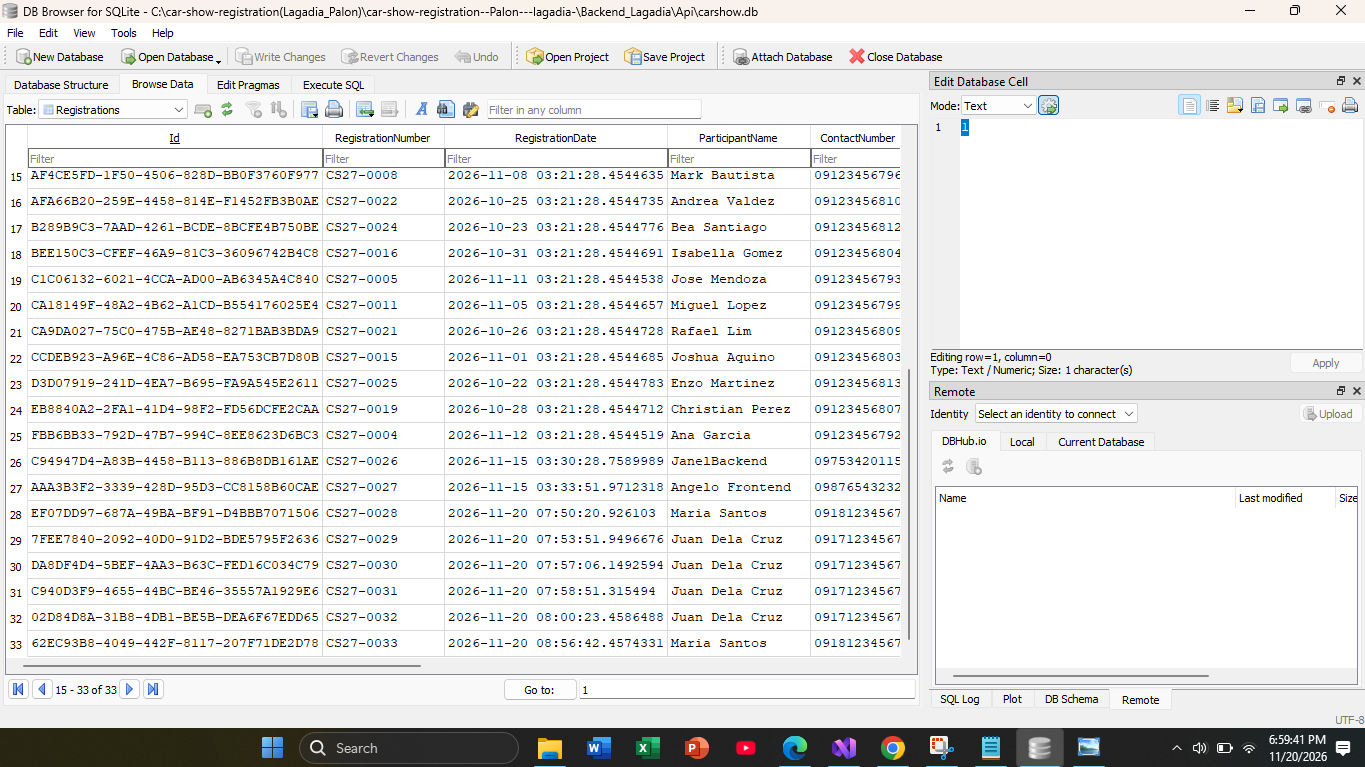 DB Browser for SQLite - C:\car-show-registration(Lagadia_Palon)\car-show-registration--Palon---lagadia-\Backend_Lagadia\Api\carshow.db
File Edit View Tools Help
New Database Open Database Write Changes Revert Changes Undo Open Project Save Project Attach Database Close Database
Database Structure Browse Data Edit Pragmas Execute SQL
Table: Registrations Filter in any column
Id RegistrationNumber RegistrationDate ParticipantName ContactNumber
Filter Filter Filter Filter Filter
15 AF4CE5FD-1F50-4506-828D-BB0F3760F977 CS27-0008 2026-11-08 03:21:28.4544635 Mark Bautista 09123456796
16 AFA66B20-259E-4458-814E-F1452FB3B0AE CS27-0022 2026-10-25 03:21:28.4544735 Andrea Valdez 09123456810
17 B289B9C3-7AAD-4261-BCDE-8BCFE4B750BE CS27-0024 2026-10-23 03:21:28.4544776 Bea Santiago 09123456812
18 BEE150C3-CFEF-46A9-81C3-36096742B4C8 CS27-0016 2026-10-31 03:21:28.4544691 Isabella Gomez 09123456804
19 C1C06132-6021-4CCA-AD00-AB6345A4C840 CS27-0005 2026-11-11 03:21:28.4544538 Jose Mendoza 09123456793
20 CA18149F-48A2-4B62-A1CD-B554176025E4 CS27-0011 2026-11-05 03:21:28.4544657 Miguel Lopez 09123456799
21 CA9DA027-75C0-475B-AE48-8271BAB3BDA9 CS27-0021 2026-10-26 03:21:28.4544728 Rafael Lim 09123456809
22 CCDEB923-A96E-4C86-AD58-EA753CB7D80B CS27-0015 2026-11-01 03:21:28.4544685 Joshua Aquino 09123456803
23 D3D07919-241D-4EA7-B695-FA9A545E2611 CS27-0025 2026-10-22 03:21:28.4544783 Enzo Martinez 09123456813
24 EB8840A2-2FA1-41D4-98F2-FD56DCFE2CAA CS27-0019 2026-10-28 03:21:28.4544712 Christian Perez 09123456807
25 FBB6BB33-792D-47B7-994C-8EE8623D6BC3 CS27-0004 2026-11-12 03:21:28.4544519 Ana Garcia 09123456792
26 C94947D4-A83B-4458-B113-886B8DB161AE CS27-0026 2026-11-15 03:30:28.7589989 JanelBackend 09753420115
27 AAA3B3F2-3339-428D-95D3-CC8158B60CAE CS27-0027 2026-11-15 03:33:51.9712318 Angelo Frontend 09876543232
28 EF07DD97-687A-49BA-BF91-D4BBB7071506 CS27-0028 2026-11-20 07:50:20.926103 Maria Santos 09181234567
29 7FEE7840-2092-40D0-91D2-BDE5795F2636 CS27-0029 2026-11-20 07:53:51.9496676 Juan Dela Cruz 09171234567
30 DA8DF4D4-5BEF-4AA3-B63C-FED16C034C79 CS27-0030 2026-11-20 07:57:06.1492594 Juan Dela Cruz 09171234567
31 C940D3F9-4655-44BC-BE46-35557A1929E6 CS27-0031 2026-11-20 07:58:51.315494 Juan Dela Cruz 09171234567
32 02D84D8A-31B8-4DB1-BE5B-DEA6F67EDD65 CS27-0032 2026-11-20 08:00:23.4586488 Juan Dela Cruz 09171234567
33 62EC93B8-4049-442F-8117-207F71DE2D78 CS27-0033 2026-11-20 08:56:42.4574331 Maria Santos 09181234567
15 - 33 of 33 Go to: 1
Edit Database Cell
Mode: Text
1 1
Editing row=1, column=0
Type: Text / Numeric; Size: 1 character(s)
Apply
Remote
Identity Select an identity to connect Upload
DBHub.io Local Current Database
Name Last modified Size
SQL Log Plot DB Schema Remote
UTF-8
Search
6:59:41 PM
11/20/2026